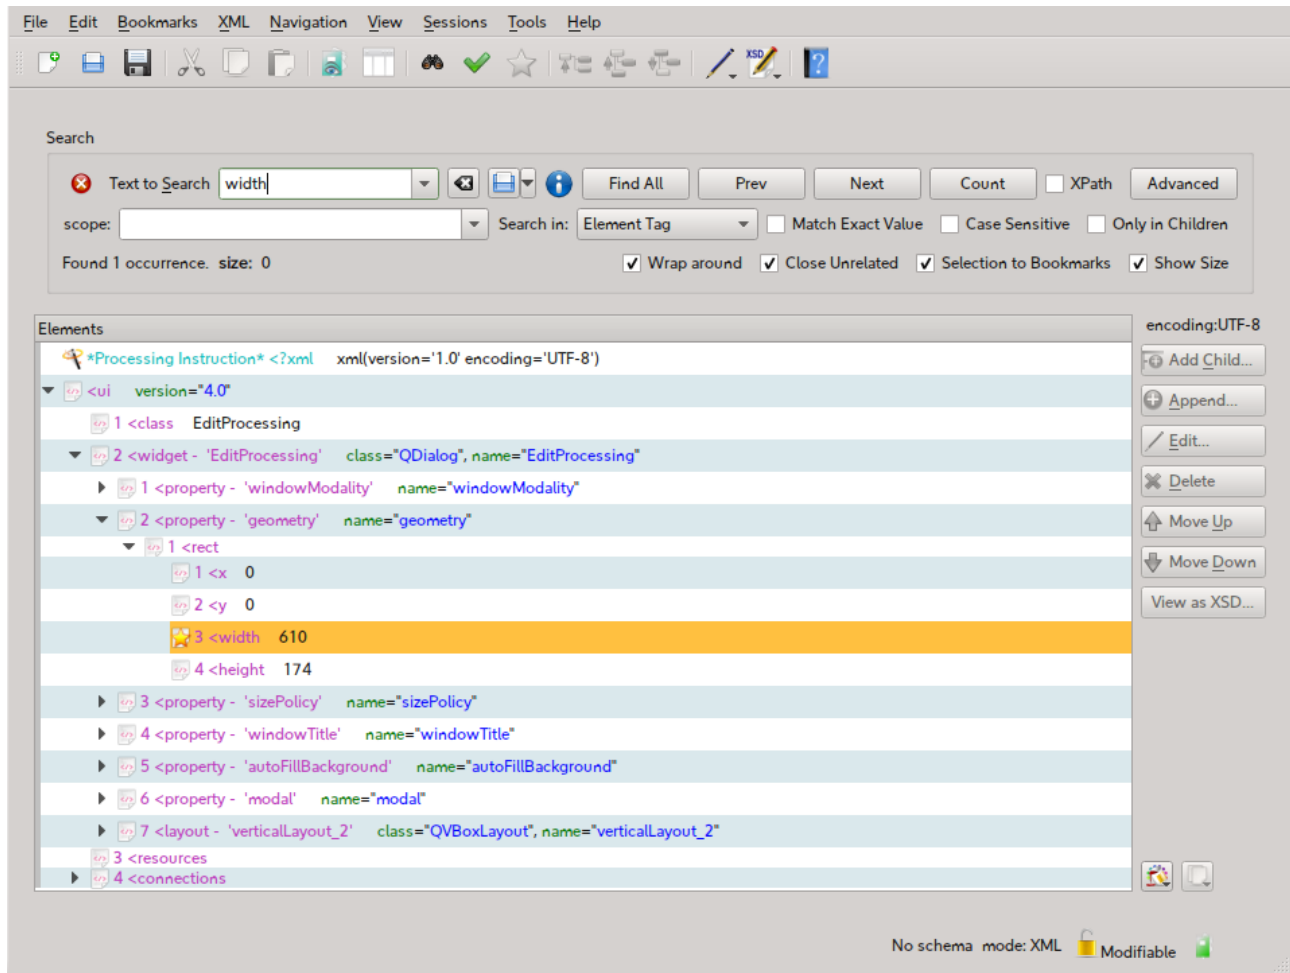 File Edit Bookmarks XML Navigation View Sessions Tools Help
XSD
Search
Text to Search width Find All Prev Next Count XPath Advanced
scope: Search in: Element Tag Match Exact Value Case Sensitive Only in Children
Found 1 occurrence. size: 0 Wrap around Close Unrelated Selection to Bookmarks Show Size
Elements
encoding:UTF-8
*Processing Instruction* <?xml xml(version='1.0' encoding='UTF-8')
Add Child...
<ui version="4.0"
Append...
1 <class EditProcessing
Edit...
2 <widget - 'EditProcessing' class="QDialog", name="EditProcessing"
Delete
1 <property - 'windowModality' name="windowModality"
2 <property - 'geometry' name="geometry"
Move Up
1 <rect
Move Down
1 <x 0
2 <y 0
View as XSD...
3 <width 610
4 <height 174
3 <property - 'sizePolicy' name="sizePolicy"
4 <property - 'windowTitle' name="windowTitle"
5 <property - 'autoFillBackground' name="autoFillBackground"
6 <property - 'modal' name="modal"
7 <layout - 'verticalLayout_2' class="QVBoxLayout", name="verticalLayout_2"
3 <resources
4 <connections
No schema mode: XML Modifiable